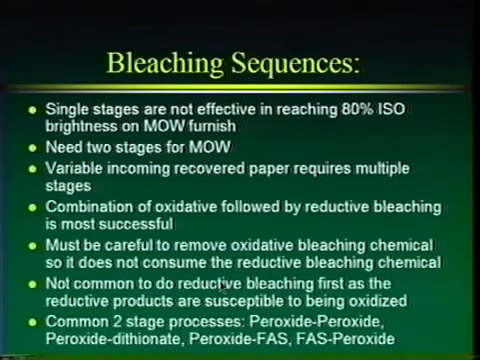 Bleaching Sequences:
Single stages are not effective in reaching 80% ISO
brightness on MOW furnish
Need two stages for MOW
Variable incoming recovered paper requires multiple
stages
Combination of oxidative followed by reductive bleaching
is most successful
Must be careful to remove oxidative bleaching chemical
so it does not consume the reductive bleaching chemical
Not common to do reductive bleaching first as the
reductive products are susceptible to being oxidized
Common 2 stage processes: Peroxide-Peroxide,
Peroxide-dithionate, Peroxide-FAS, FAS-Peroxide